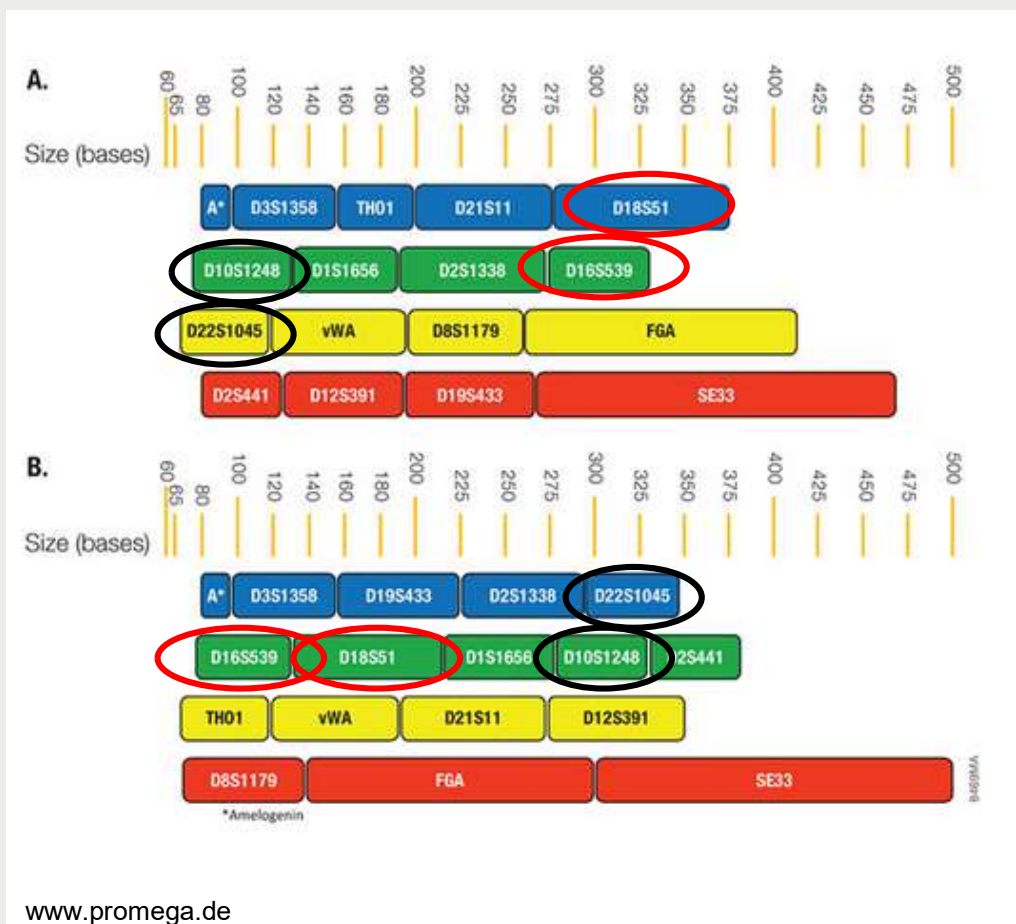 A.
60 65 80 100 120 140 160 180 200 225 250 275 300 325 350 375 400 425 450 475 500
Size (bases)
A* D3S1358 TH01 D21S11 D18S51
D10S1248 D1S1656 D2S1338 D16S539
D22S1045 vWA D8S1179 FGA
D2S441 D12S391 D19S433 SE33
B.
60 65 80 100 120 140 160 180 200 225 250 275 300 325 350 375 400 425 450 475 500
Size (bases)
A* D3S1358 D19S433 D2S1338 D22S1045
D16S539 D18S51 D1S1656 D10S1248 D2S441
TH01 vWA D21S11 D12S391
D8S1179 FGA SE33
*Amelogenin
www.promega.de